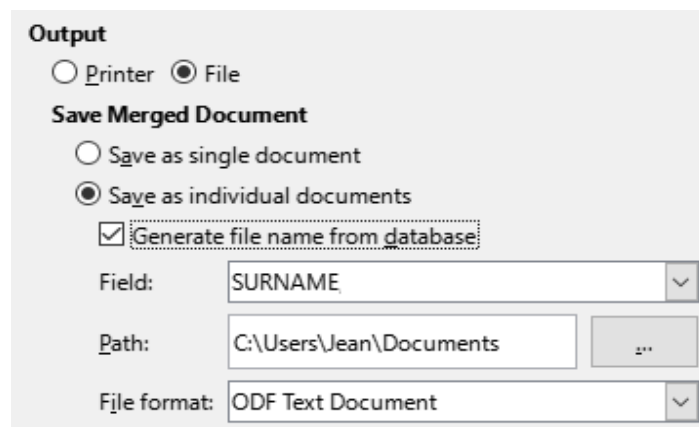 Output
Printer File
Save Merged Document
Save as single document
Save as individual documents
Generate file name from database
Field: SURNAME
Path: C:\Users\Jean\Documents ...
File format: ODF Text Document